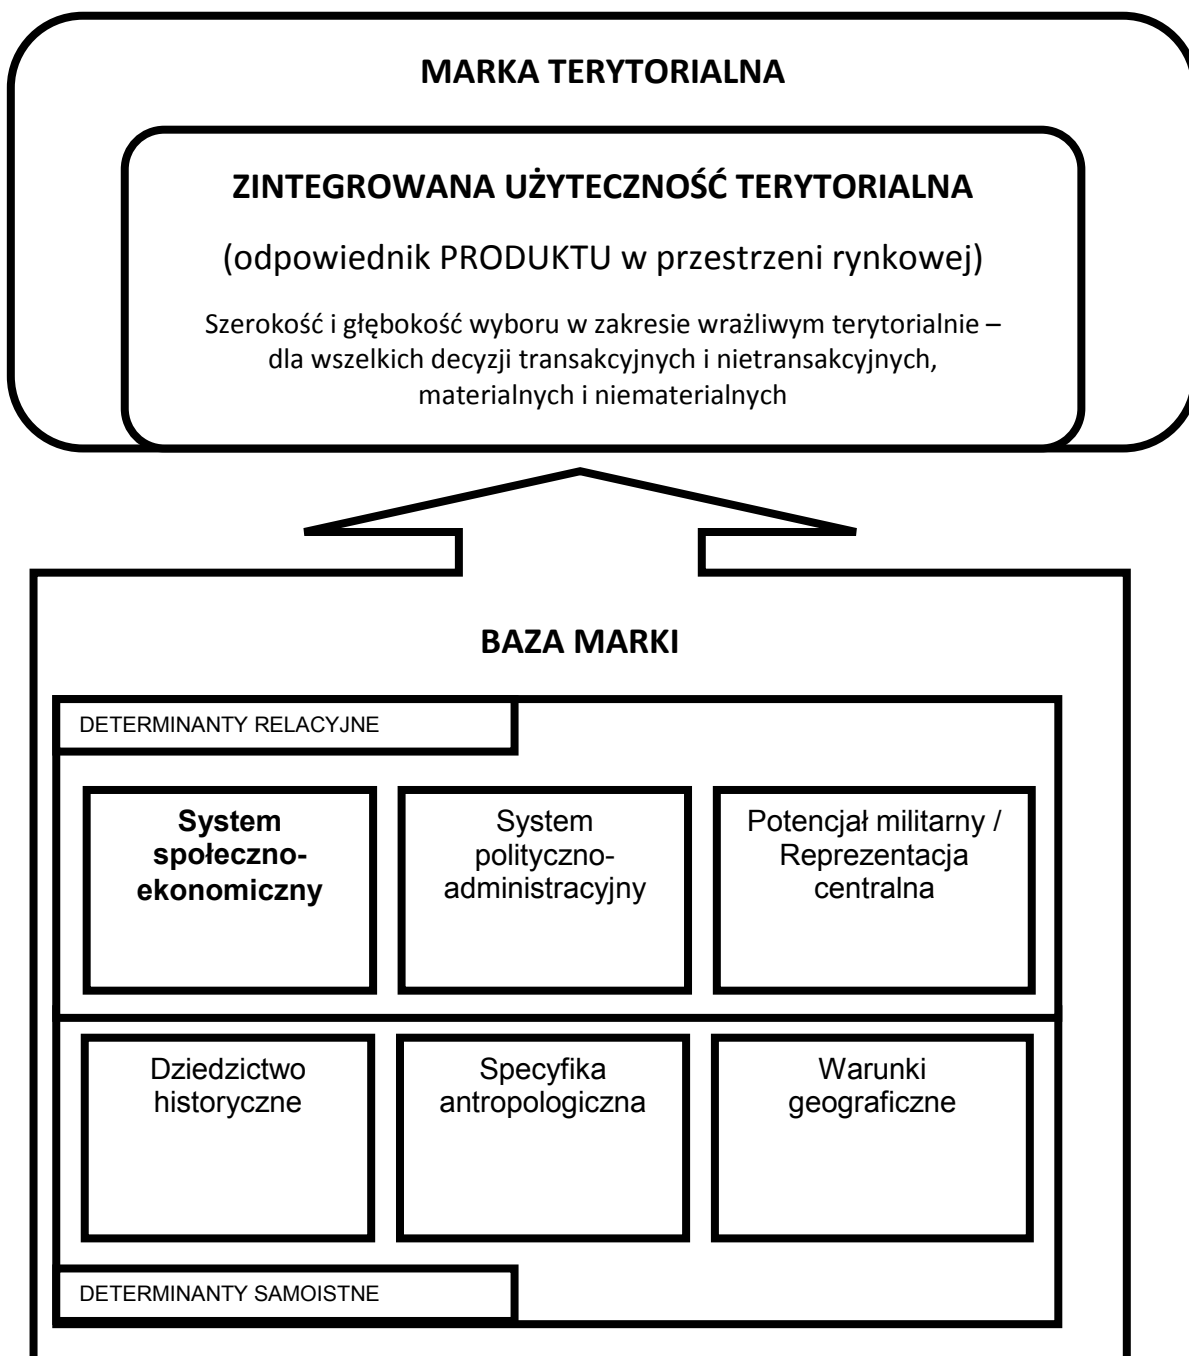 MARKA TERYTORIALNA
ZINTEGROWANA UŻYTECZNOŚĆ TERYTORIALNA
(odpowiednik PRODUKTU w przestrzeni rynkowej)
Szerokość i głębokość wyboru w zakresie wrażliwym terytorialnie –
dla wszelkich decyzji transakcyjnych i nietransakcyjnych,
materialnych i niematerialnych
BAZA MARKI
DETERMINANTY RELACYJNE
System
społeczno-
ekonomiczny
System
polityczno-
administracyjny
Potencjał militarny /
Reprezentacja
centralna
Dziedzictwo
historyczne
Specyfika
antropologiczna
Warunki
geograficzne
DETERMINANTY SAMOISTNE